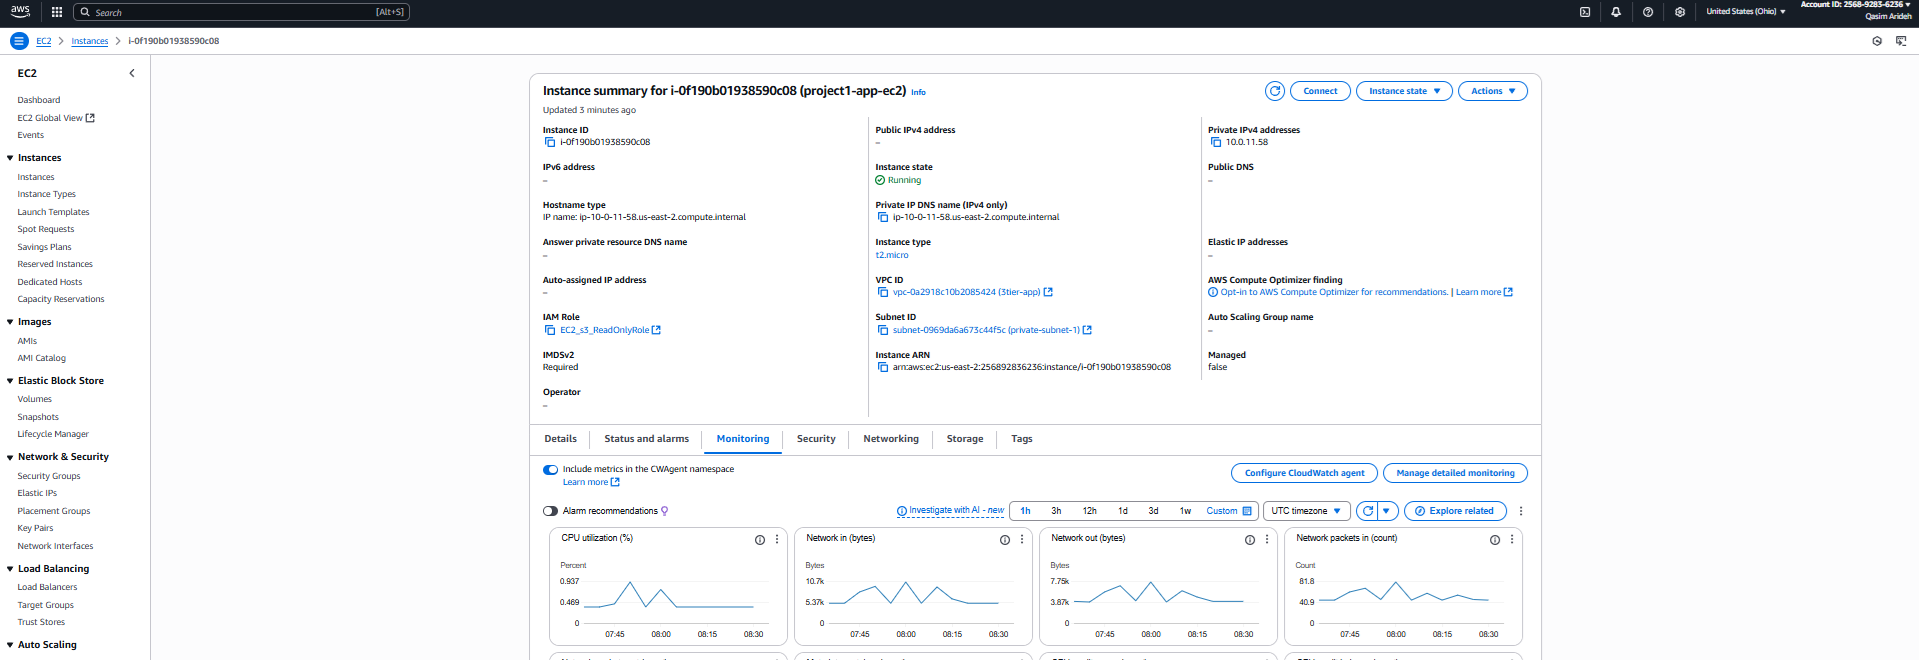 aws
Search
[Alt+S]
United States (Ohio)
Account ID: 2568-9283-6236
Qasim Arideh
EC2
Instances
i-0f190b01938590c08
EC2
Dashboard
EC2 Global View
Events
Instances
Instances
Instance Types
Launch Templates
Spot Requests
Savings Plans
Reserved Instances
Dedicated Hosts
Capacity Reservations
Images
AMIs
AMI Catalog
Elastic Block Store
Volumes
Snapshots
Lifecycle Manager
Network & Security
Security Groups
Elastic IPs
Placement Groups
Key Pairs
Network Interfaces
Load Balancing
Load Balancers
Target Groups
Trust Stores
Auto Scaling
Instance summary for i-0f190b01938590c08 (project1-app-ec2) Info
Updated 3 minutes ago
Connect
Instance state
Actions
Instance ID
i-0f190b01938590c08
IPv6 address
–
Hostname type
IP name: ip-10-0-11-58.us-east-2.compute.internal
Answer private resource DNS name
–
Auto-assigned IP address
–
IAM Role
EC2_s3_ReadOnlyRole
IMDSv2
Required
Operator
–
Public IPv4 address
–
Instance state
Running
Private IP DNS name (IPv4 only)
ip-10-0-11-58.us-east-2.compute.internal
Instance type
t2.micro
VPC ID
vpc-0a2918c10b2085424 (3tier-app)
Subnet ID
subnet-0969da6a673c44f5c (private-subnet-1)
Instance ARN
arn:aws:ec2:us-east-2:256892836236:instance/i-0f190b01938590c08
Private IPv4 addresses
10.0.11.58
Public DNS
–
Elastic IP addresses
–
AWS Compute Optimizer finding
Opt-in to AWS Compute Optimizer for recommendations. | Learn more
Auto Scaling Group name
–
Managed
false
Details
Status and alarms
Monitoring
Security
Networking
Storage
Tags
Include metrics in the CWAgent namespace
Learn more
Configure CloudWatch agent
Manage detailed monitoring
Alarm recommendations
Investigate with AI - new
1h
3h
12h
1d
3d
1w
Custom
UTC timezone
Explore related
CPU utilization (%)
Percent
0.937
0.469
0
07:45 08:00 08:15 08:30
Network in (bytes)
Bytes
10.7k
5.37k
0
07:45 08:00 08:15 08:30
Network out (bytes)
Bytes
7.75k
3.87k
0
07:45 08:00 08:15 08:30
Network packets in (count)
Count
81.8
40.9
0
07:45 08:00 08:15 08:30